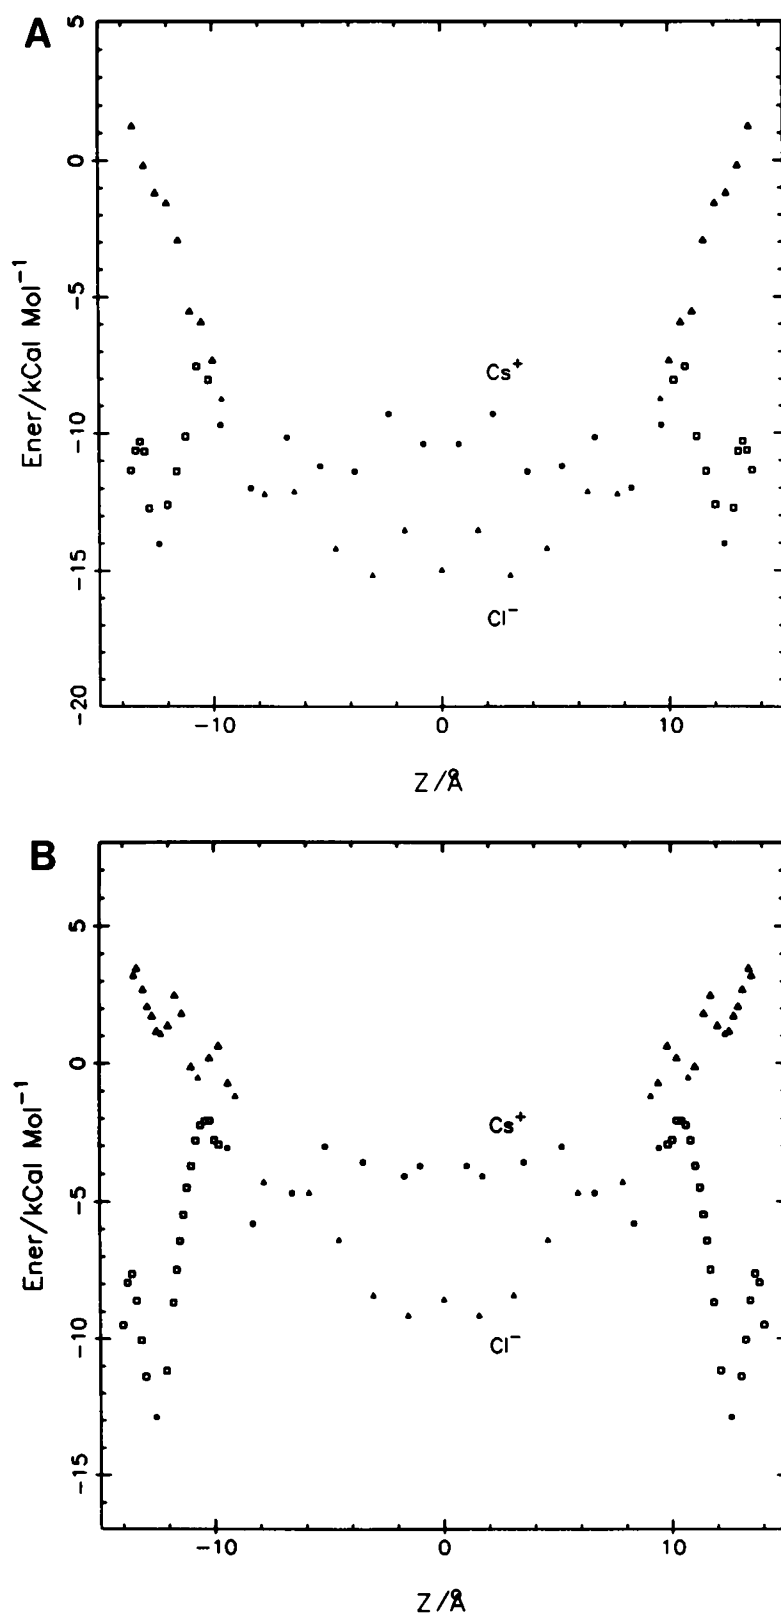 A
5
0
−5
−10
−15
−20
Ener/kCal Mol⁻¹
Cs⁺
Cl⁻
−10
0
10
Z/Å
B
5
0
−5
−10
−15
Ener/kCal Mol⁻¹
Cs⁺
Cl⁻
−10
0
10
Z/Å